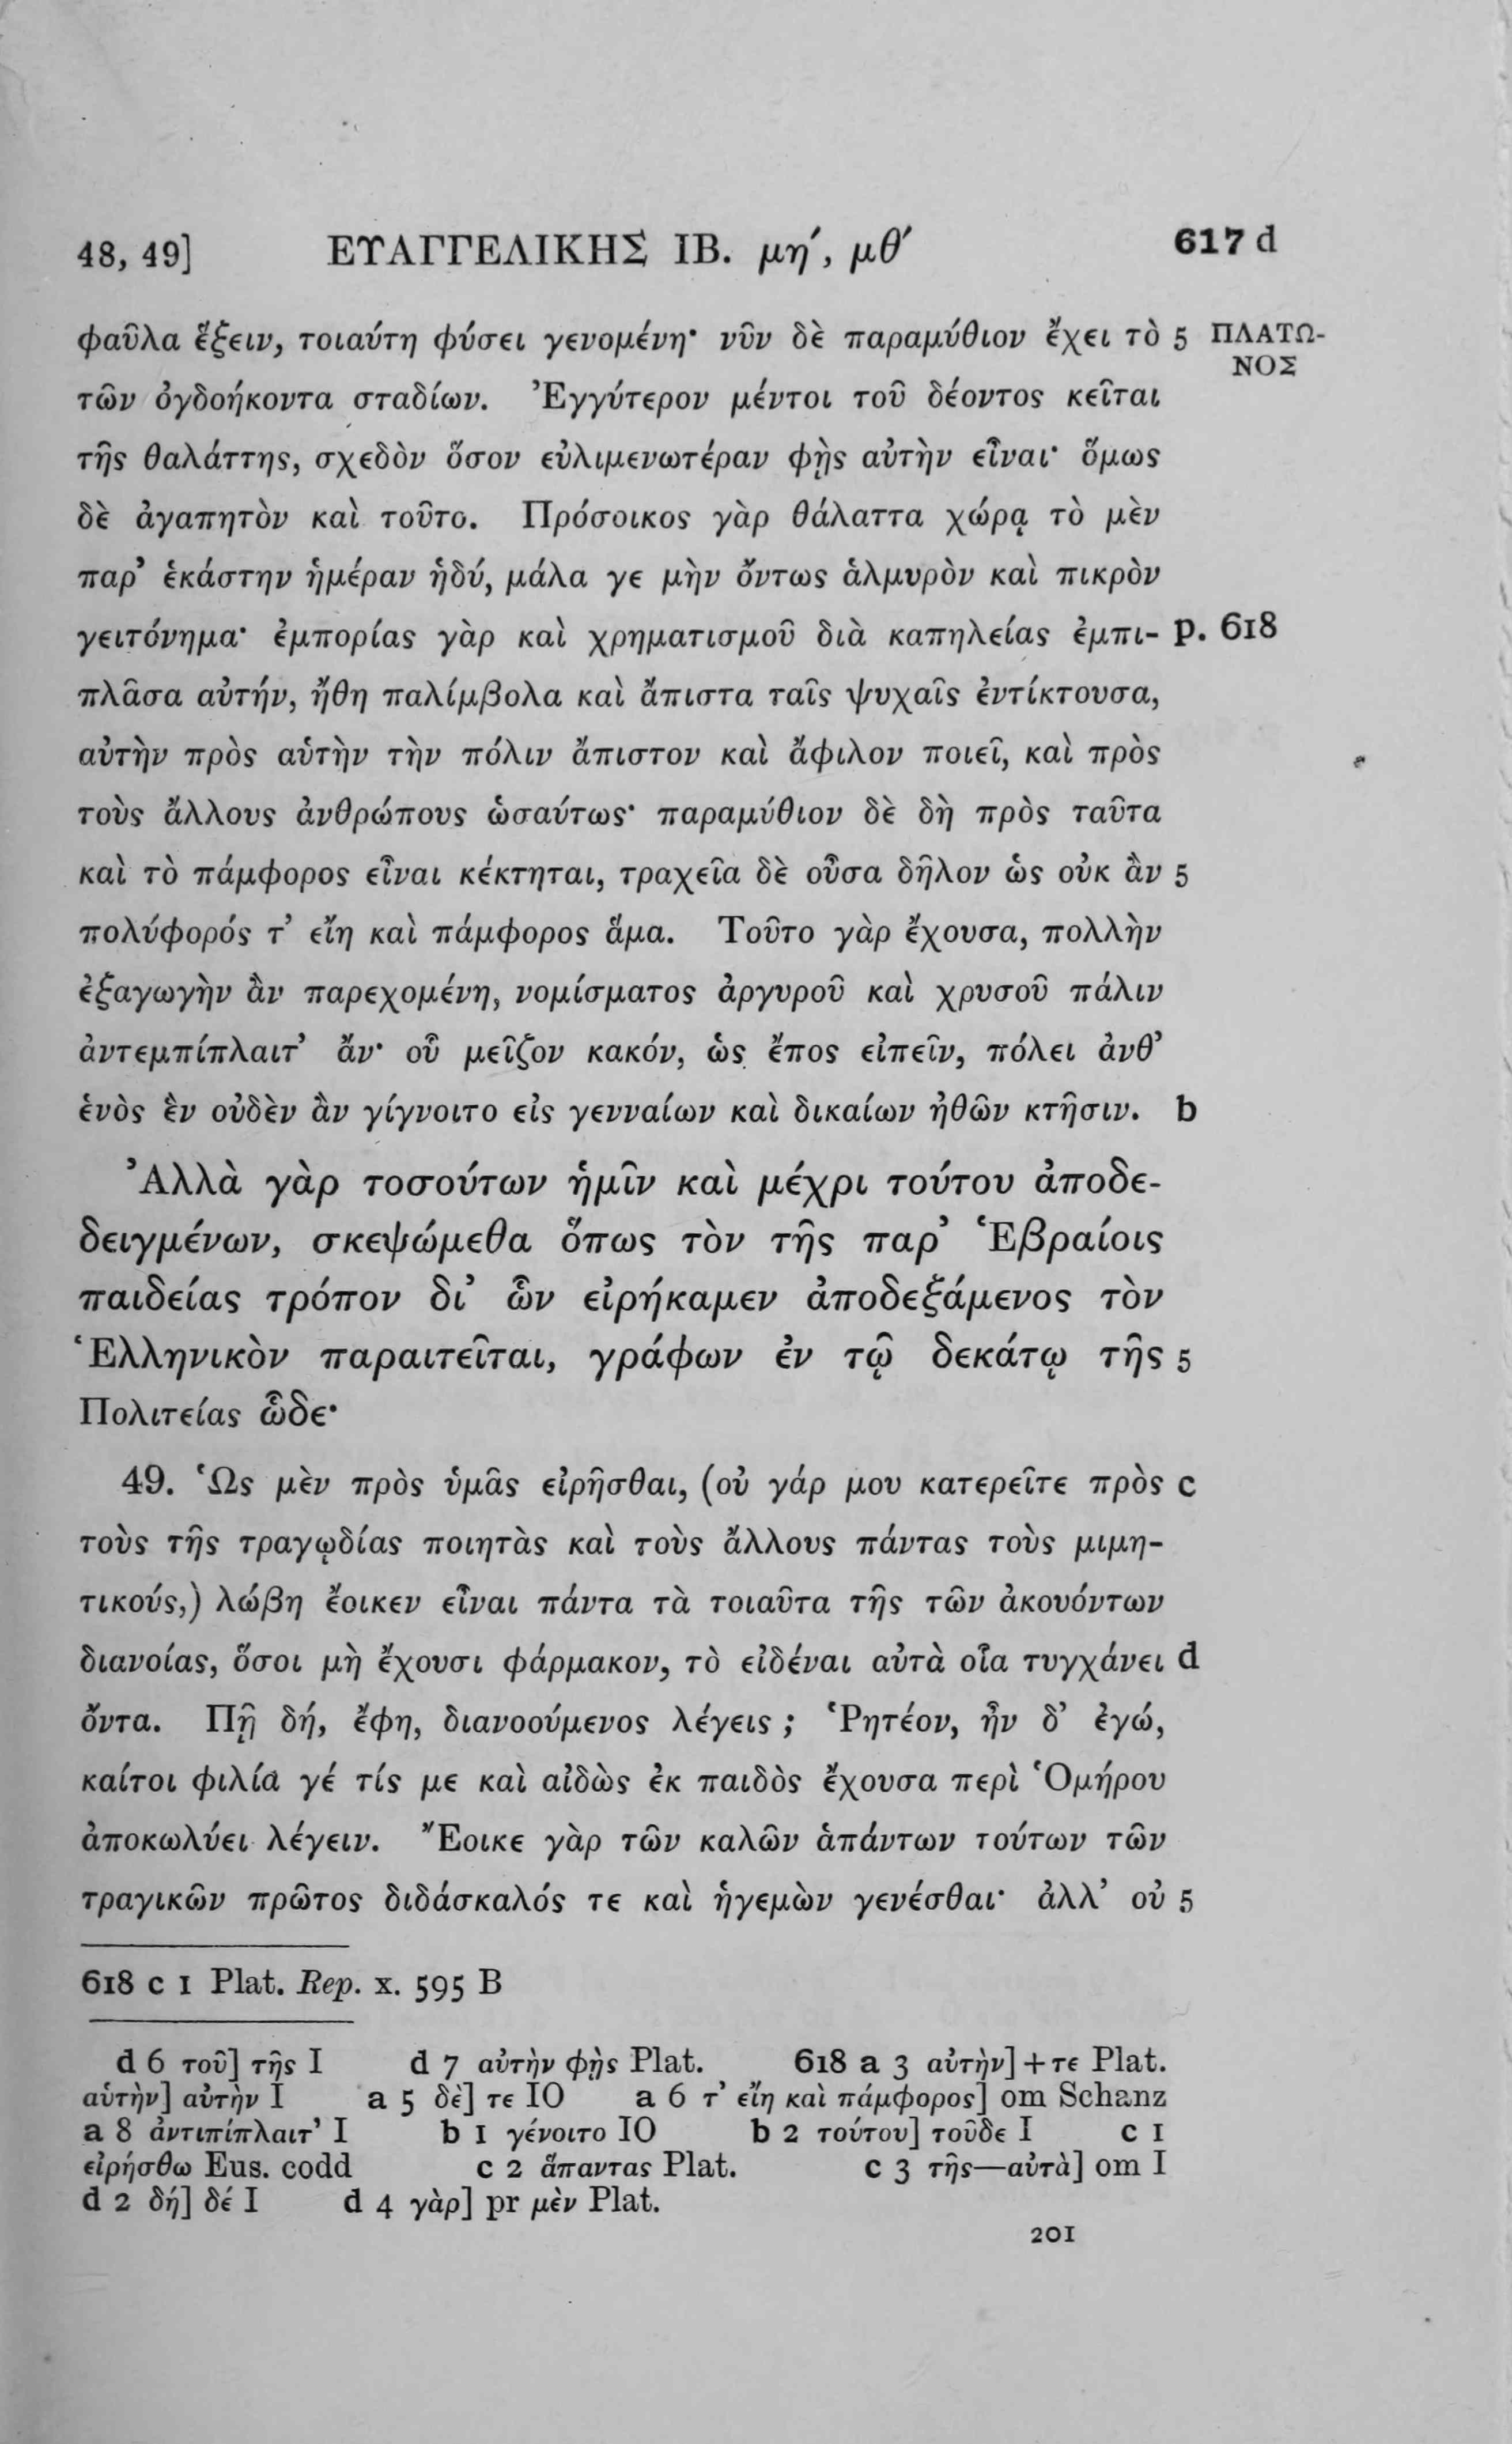 48, 49] ΕΥΑΓΓΕΛΙΚΗΣ ΙΒ. μη´, μθ´ 617 d
φαῦλα ἕξειν, τοιαύτη φύσει γενομένη· νῦν δὲ παραμύθιον ἔχει τὸ 5 ΠΛΑΤΩ-
ΝΟΣ
τῶν ὀγδοήκοντα σταδίων. Ἐγγύτερον μέντοι τοῦ δέοντος κεῖται
τῆς θαλάττης, σχεδὸν ὅσον εὐλιμενωτέραν φῂς αὐτὴν εἶναι· ὅμως
δὲ ἀγαπητὸν καὶ τοῦτο. Πρόσοικος γὰρ θάλαττα χώρᾳ τὸ μὲν
παρ’ ἑκάστην ἡμέραν ἡδύ, μάλα γε μὴν ὄντως ἁλμυρὸν καὶ πικρὸν
γειτόνημα· ἐμπορίας γὰρ καὶ χρηματισμοῦ διὰ καπηλείας ἐμπι- p. 618
πλᾶσα αὐτήν, ἤθη παλίμβολα καὶ ἄπιστα ταῖς ψυχαῖς ἐντίκτουσα,
αὐτὴν πρὸς αὑτὴν τὴν πόλιν ἄπιστον καὶ ἄφιλον ποιεῖ, καὶ πρὸς
τοὺς ἄλλους ἀνθρώπους ὡσαύτως· παραμύθιον δὲ δὴ πρὸς ταῦτα
καὶ τὸ πάμφορος εἶναι κέκτηται, τραχεῖα δὲ οὖσα δῆλον ὡς οὐκ ἂν 5
πολύφορός τ’ εἴη καὶ πάμφορος ἅμα. Τοῦτο γὰρ ἔχουσα, πολλὴν
ἐξαγωγὴν ἂν παρεχομένη, νομίσματος ἀργυροῦ καὶ χρυσοῦ πάλιν
ἀντεμπίπλαιτ’ ἄν· οὗ μεῖζον κακόν, ὡς ἔπος εἰπεῖν, πόλει ἀνθ’
ἑνὸς ἓν οὐδὲν ἂν γίγνοιτο εἰς γενναίων καὶ δικαίων ἠθῶν κτῆσιν. b
Ἀλλὰ γὰρ τοσούτων ἡμῖν καὶ μέχρι τούτου ἀποδε-
δειγμένων, σκεψώμεθα ὅπως τὸν τῆς παρ’ Ἑβραίοις
παιδείας τρόπον δι’ ὧν εἰρήκαμεν ἀποδεξάμενος τὸν
Ἑλληνικὸν παραιτεῖται, γράφων ἐν τῷ δεκάτῳ τῆς 5
Πολιτείας ὧδε·
49. Ὡς μὲν πρὸς ὑμᾶς εἰρῆσθαι, (οὐ γάρ μου κατερεῖτε πρὸς c
τοὺς τῆς τραγῳδίας ποιητὰς καὶ τοὺς ἄλλους πάντας τοὺς μιμη-
τικούς,) λώβη ἔοικεν εἶναι πάντα τὰ τοιαῦτα τῆς τῶν ἀκουόντων
διανοίας, ὅσοι μὴ ἔχουσι φάρμακον, τὸ εἰδέναι αὐτὰ οἷα τυγχάνει d
ὄντα. Πῇ δή, ἔφη, διανοούμενος λέγεις ; Ῥητέον, ἦν δ’ ἐγώ,
καίτοι φιλία γέ τίς με καὶ αἰδὼς ἐκ παιδὸς ἔχουσα περὶ Ὁμήρου
ἀποκωλύει λέγειν. Ἔοικε γὰρ τῶν καλῶν ἁπάντων τούτων τῶν
τραγικῶν πρῶτος διδάσκαλός τε καὶ ἡγεμὼν γενέσθαι· ἀλλ’ οὐ 5
618 c 1 Plat. Rep. x. 595 B
d 6 τοῦ] τῆς I d 7 αὐτὴν φῂς Plat. 618 a 3 αὐτὴν] + τε Plat.
αὑτὴν] αὐτὴν I a 5 δὲ] τε IO a 6 τ’ εἴη καὶ πάμφορος] om Schanz
a 8 ἀντιπίπλαιτ’ I b 1 γένοιτο IO b 2 τούτου] τοῦδε I c 1
εἰρήσθω Eus. codd c 2 ἅπαντας Plat. c 3 τῆς—αὐτὰ] om I
d 2 δή] δέ I d 4 γὰρ] pr μὲν Plat.
201